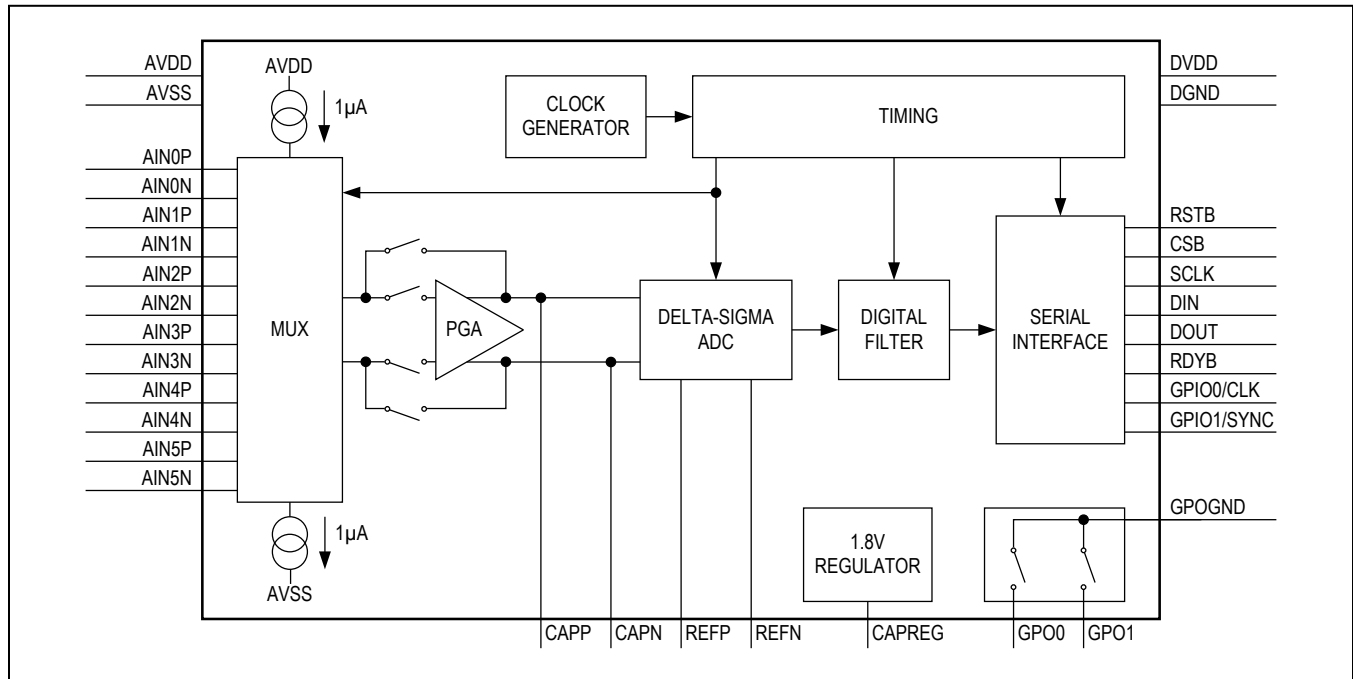 AVDD
AVSS
AIN0P
AIN0N
AIN1P
AIN1N
AIN2P
AIN2N
AIN3P
AIN3N
AIN4P
AIN4N
AIN5P
AIN5N
AVDD
1µA
MUX
1µA
AVSS
PGA
CLOCK
GENERATOR
TIMING
DELTA-SIGMA
ADC
DIGITAL
FILTER
SERIAL
INTERFACE
1.8V
REGULATOR
DVDD
DGND
RSTB
CSB
SCLK
DIN
DOUT
RDYB
GPIO0/CLK
GPIO1/SYNC
GPOGND
CAPP
CAPN
REFP
REFN
CAPREG
GPO0
GPO1